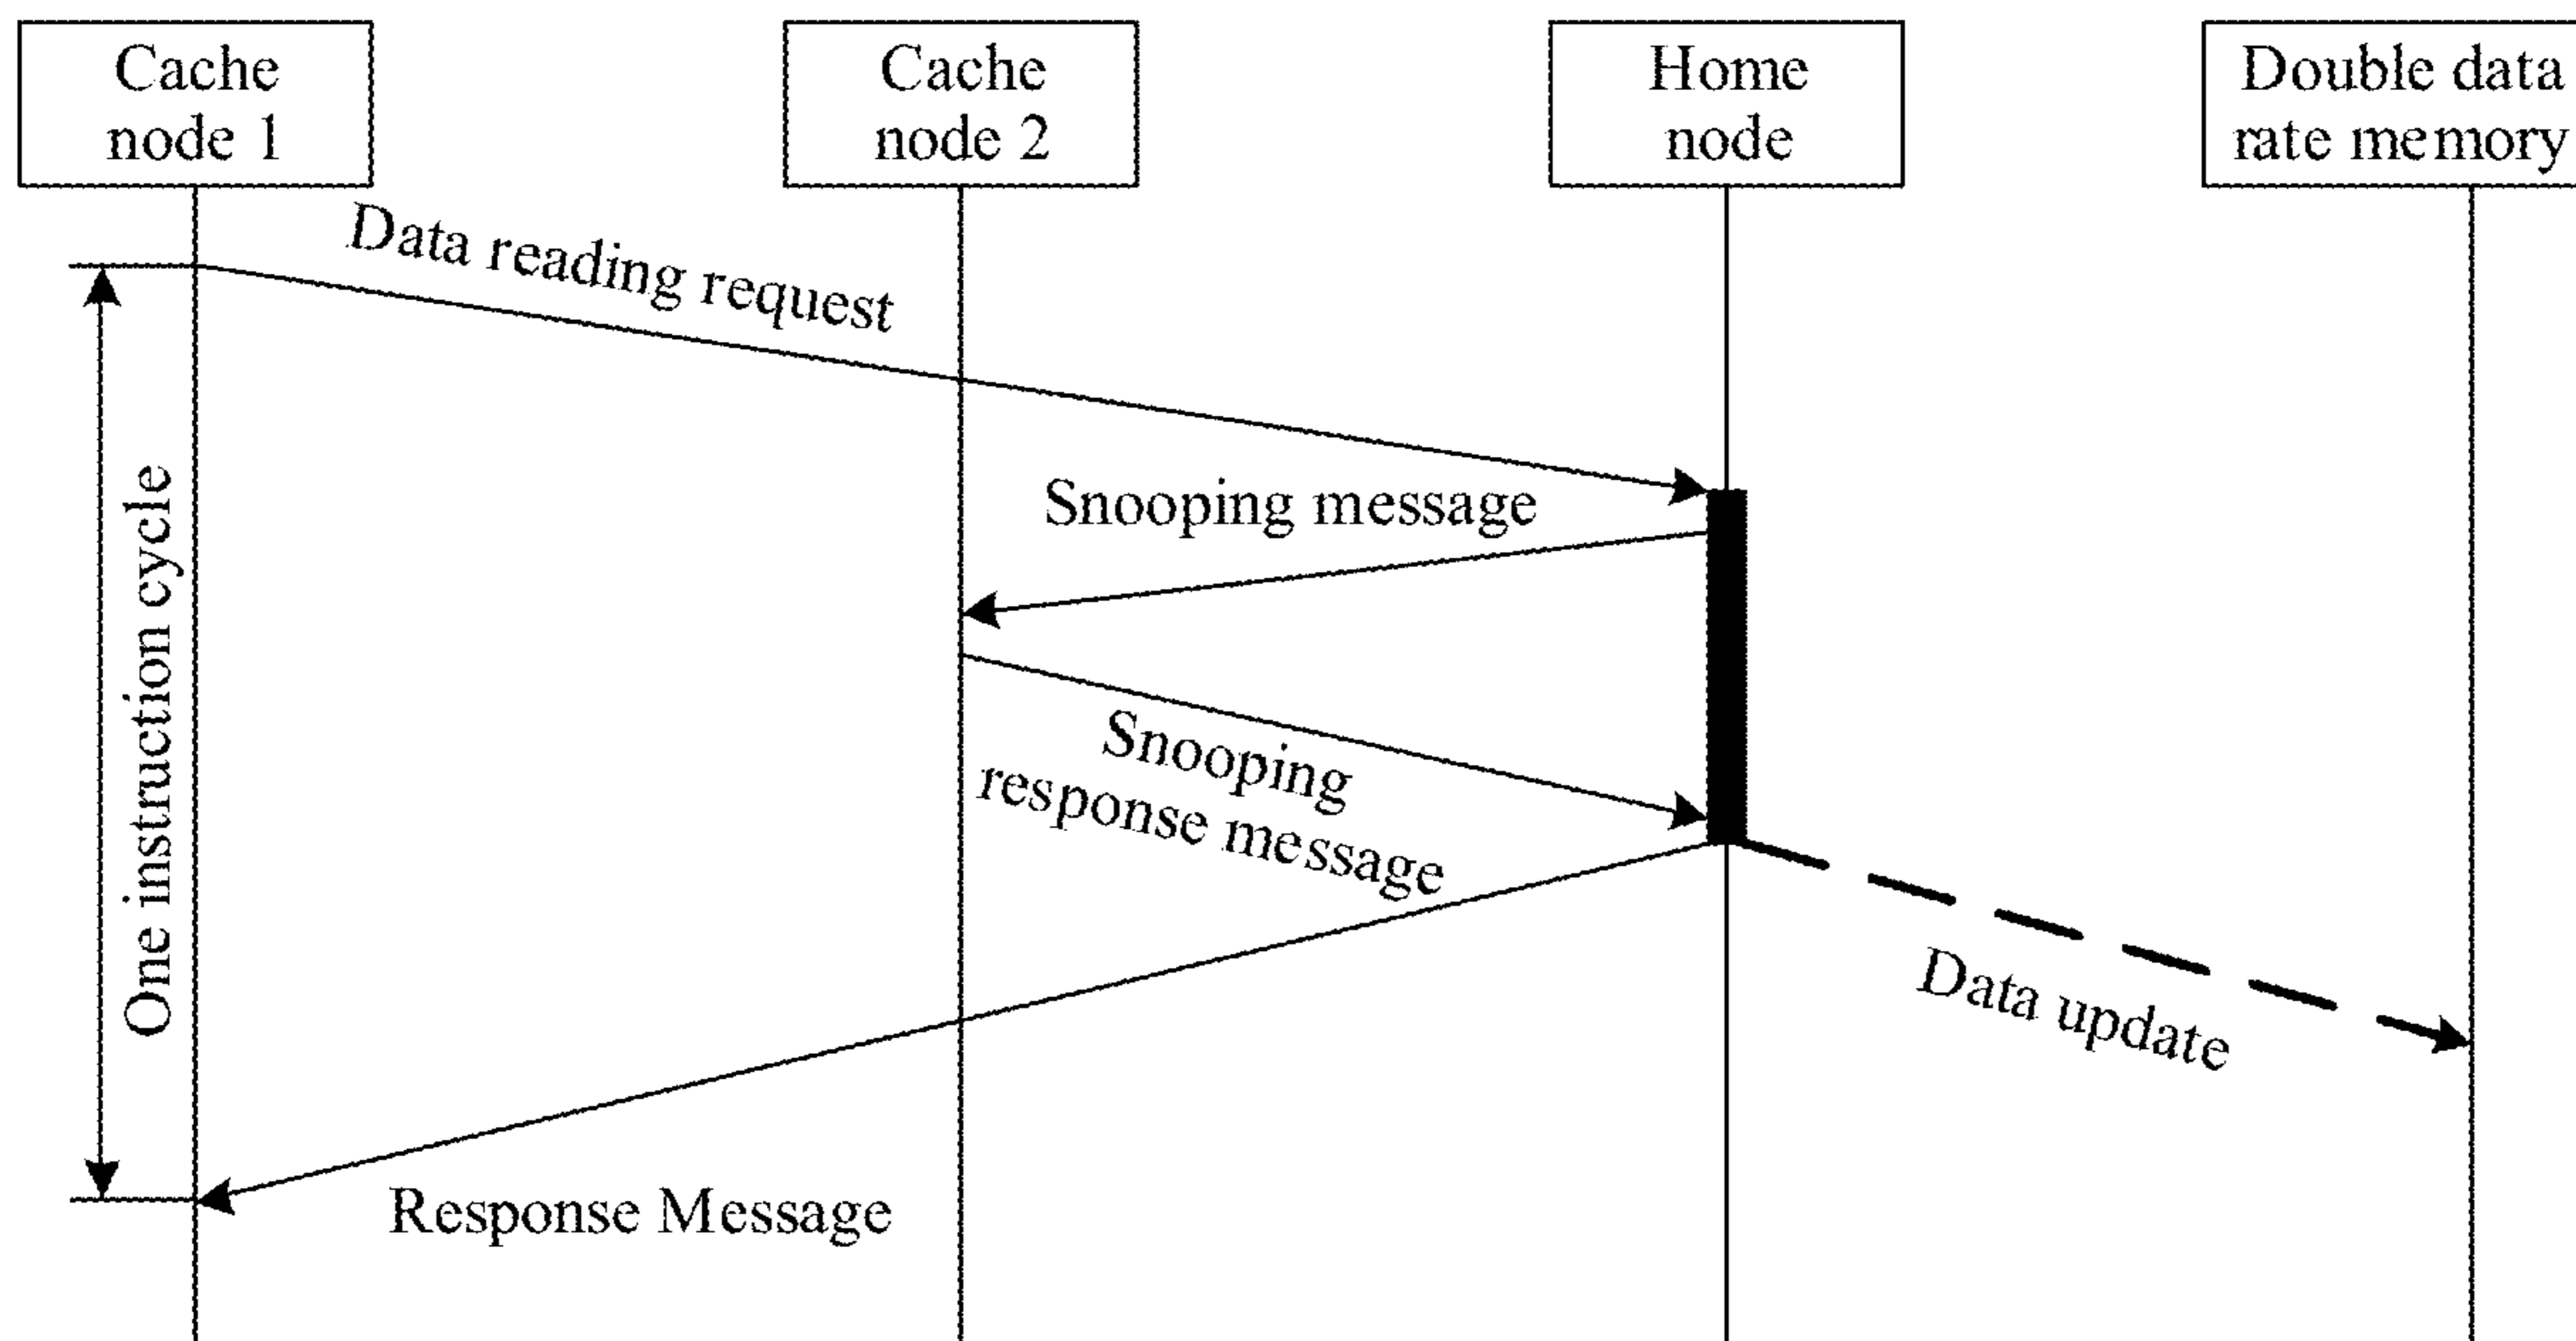 Cache
node 1
Cache
node 2
Home
node
Double data
rate memory
Data reading request
Snooping message
One instruction cycle
Snooping
response message
Data update
Response Message